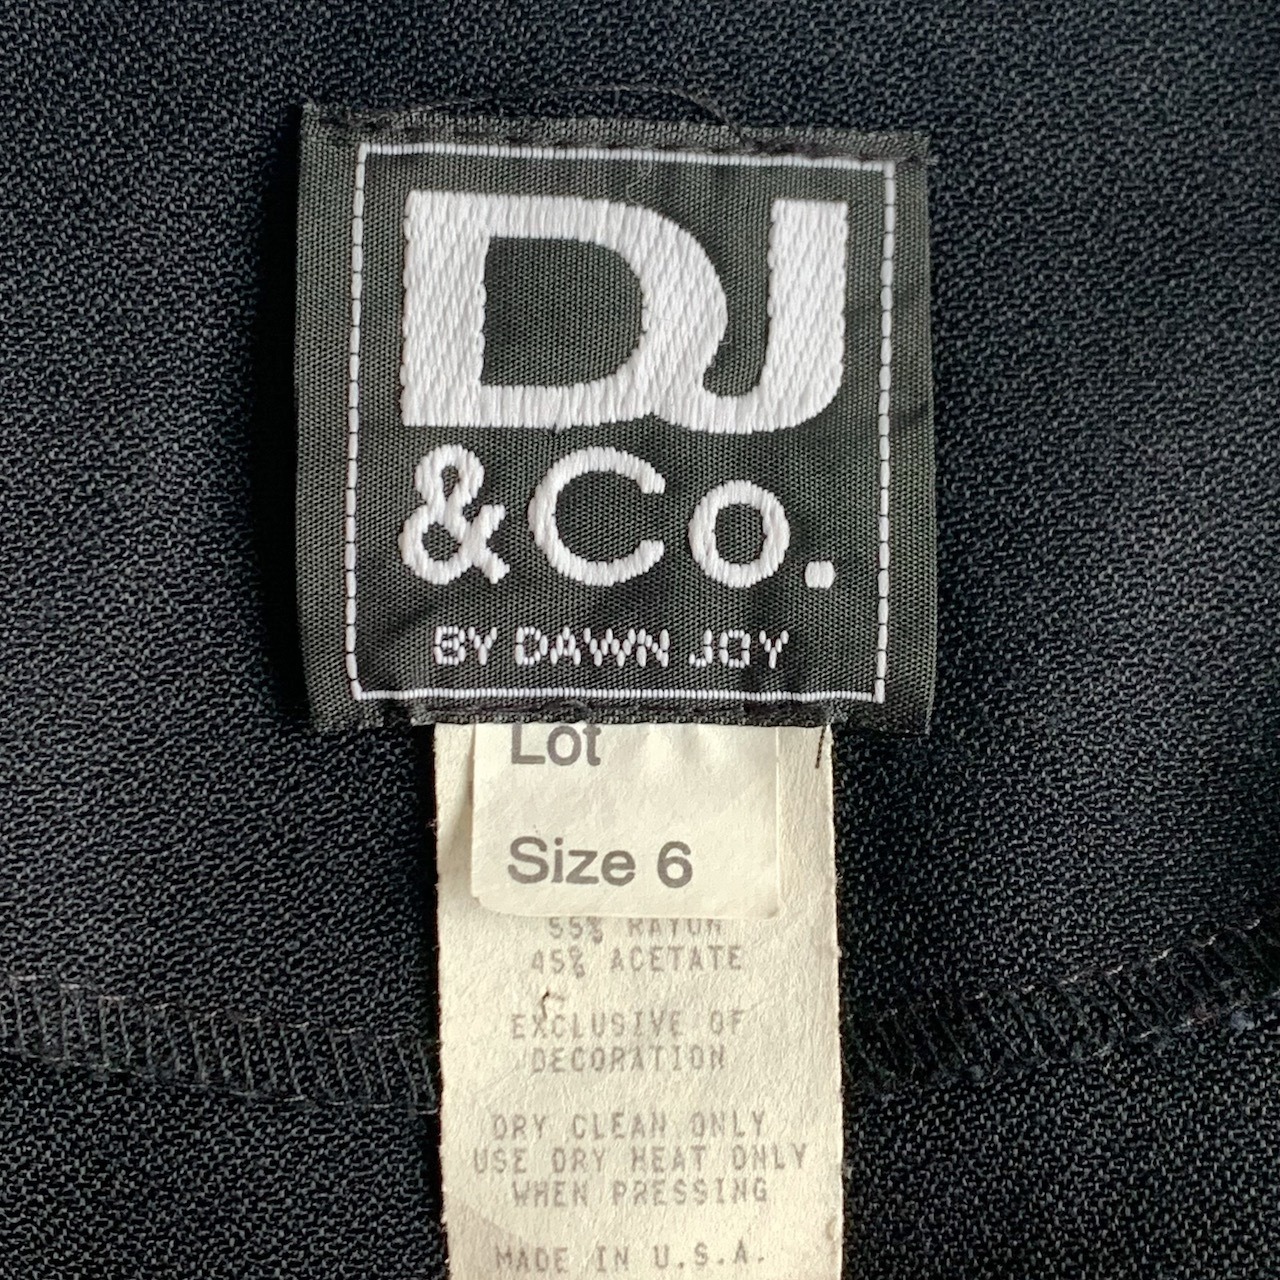 DJ
&Co.
BY DAWN JOY
Lot
Size 6
55% RAYON
45% ACETATE
EXCLUSIVE OF
DECORATION
DRY CLEAN ONLY
USE DRY HEAT ONLY
WHEN PRESSING
MADE IN U.S.A.